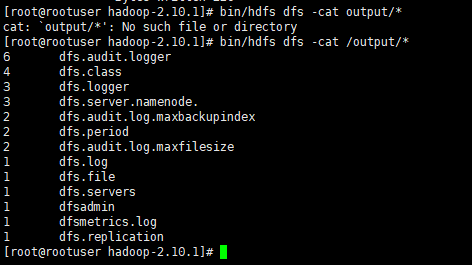 [root@rootuser hadoop-2.10.1]# bin/hdfs dfs -cat output/*
cat: `output/*': No such file or directory
[root@rootuser hadoop-2.10.1]# bin/hdfs dfs -cat /output/*
6 dfs.audit.logger
4 dfs.class
3 dfs.logger
3 dfs.server.namenode.
2 dfs.audit.log.maxbackupindex
2 dfs.period
2 dfs.audit.log.maxfilesize
1 dfs.log
1 dfs.file
1 dfs.servers
1 dfsadmin
1 dfsmetrics.log
1 dfs.replication
[root@rootuser hadoop-2.10.1]#